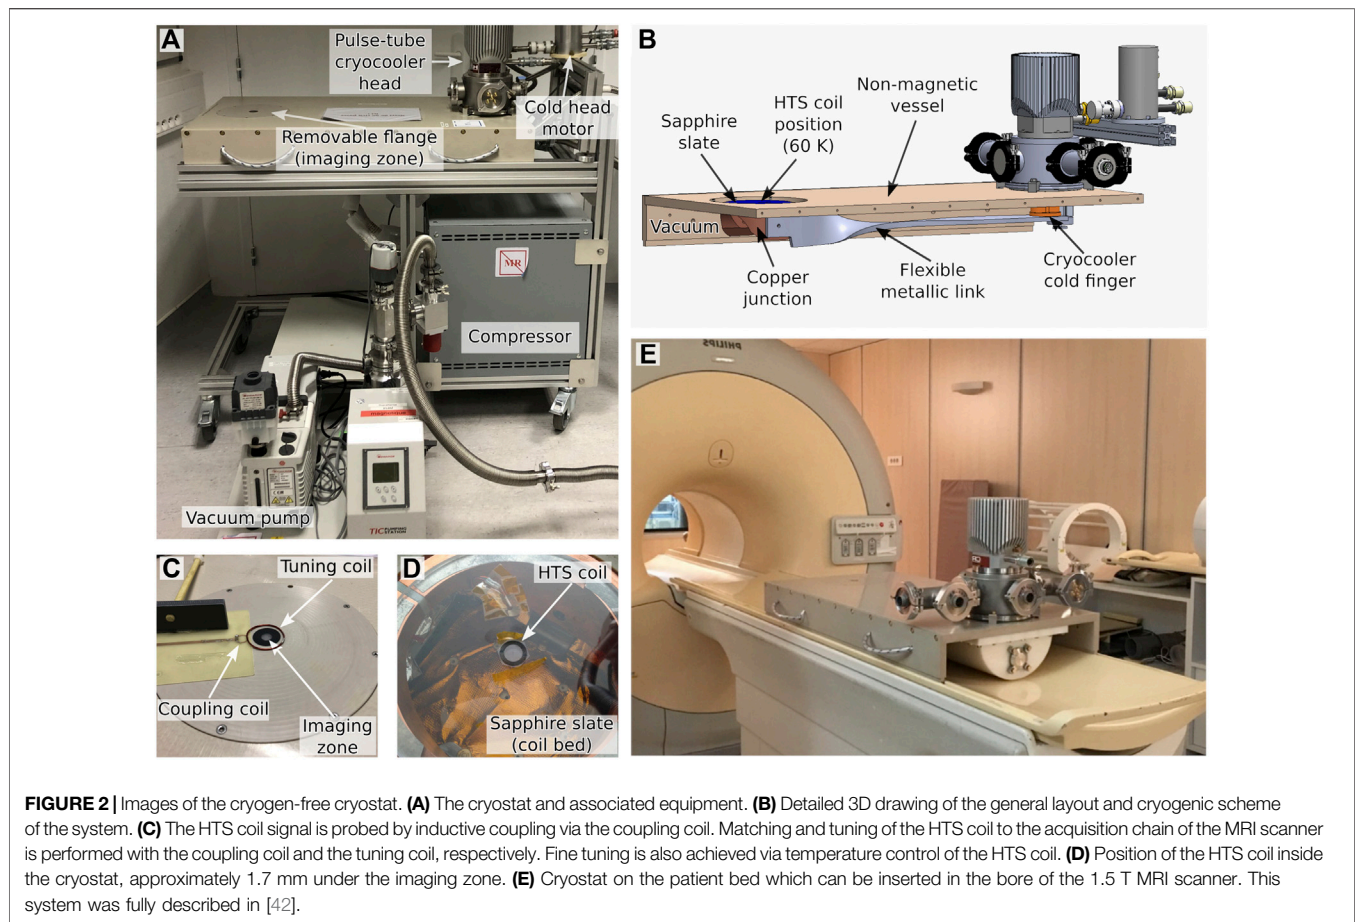 A
Pulse-tube
cryocooler
head
Cold head
motor
Removable flange
(imaging zone)
MR
Compressor
Vacuum pump
TIC PUMPING
STATION
B
Sapphire
slate
HTS coil
position
(60 K)
Non-magnetic
vessel
Vacuum
Copper
junction
Flexible
metallic link
Cryocooler
cold finger
C
Tuning coil
Coupling coil
Imaging
zone
D
HTS coil
Sapphire slate
(coil bed)
E
PHILIPS
FIGURE 2 | Images of the cryogen-free cryostat. (A) The cryostat and associated equipment. (B) Detailed 3D drawing of the general layout and cryogenic scheme
of the system. (C) The HTS coil signal is probed by inductive coupling via the coupling coil. Matching and tuning of the HTS coil to the acquisition chain of the MRI scanner
is performed with the coupling coil and the tuning coil, respectively. Fine tuning is also achieved via temperature control of the HTS coil. (D) Position of the HTS coil inside
the cryostat, approximately 1.7 mm under the imaging zone. (E) Cryostat on the patient bed which can be inserted in the bore of the 1.5 T MRI scanner. This
system was fully described in [42].